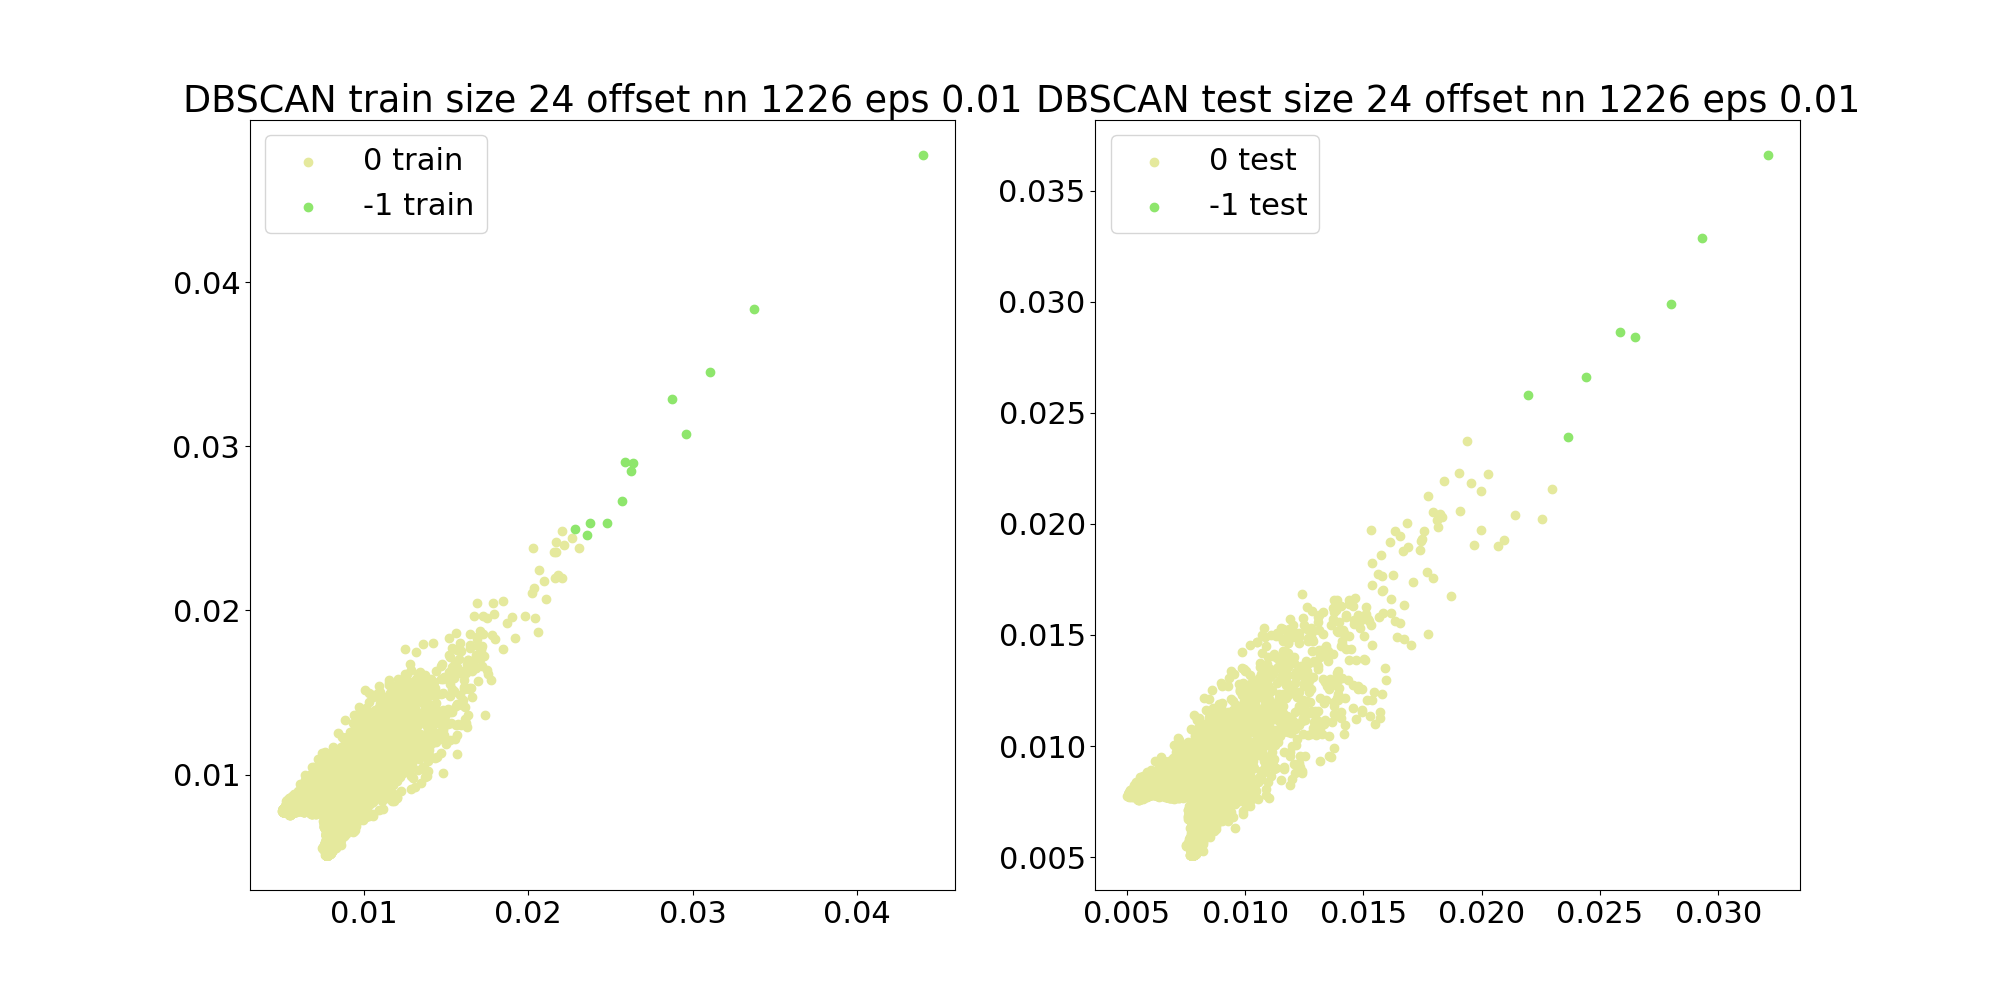 DBSCAN train size 24 offset nn 1226 eps 0.01
0 train
-1 train
0.04
0.03
0.02
0.01
0.01 0.02 0.03 0.04
DBSCAN test size 24 offset nn 1226 eps 0.01
0 test
-1 test
0.035
0.030
0.025
0.020
0.015
0.010
0.005
0.005 0.010 0.015 0.020 0.025 0.030